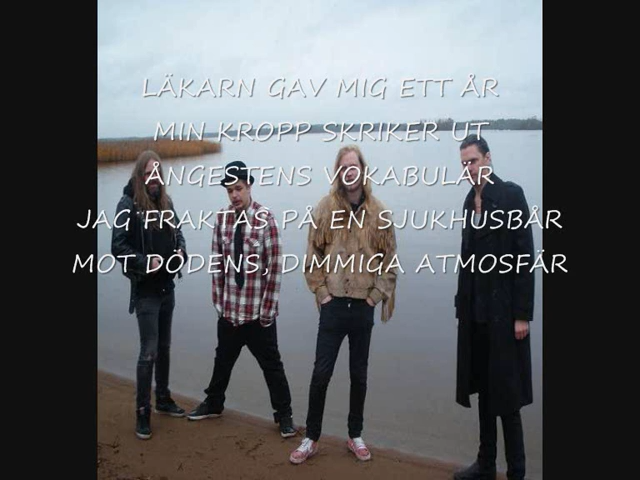 LÄKARN GAV MIG ETT ÅR
MIN KROPP SKRIKER UT
ÅNGESTENS VOKABULÄR
JAG FRAKTAS PÅ EN SJUKHUSBÅR
MOT DÖDENS, DIMMIGA ATMOSFÄR